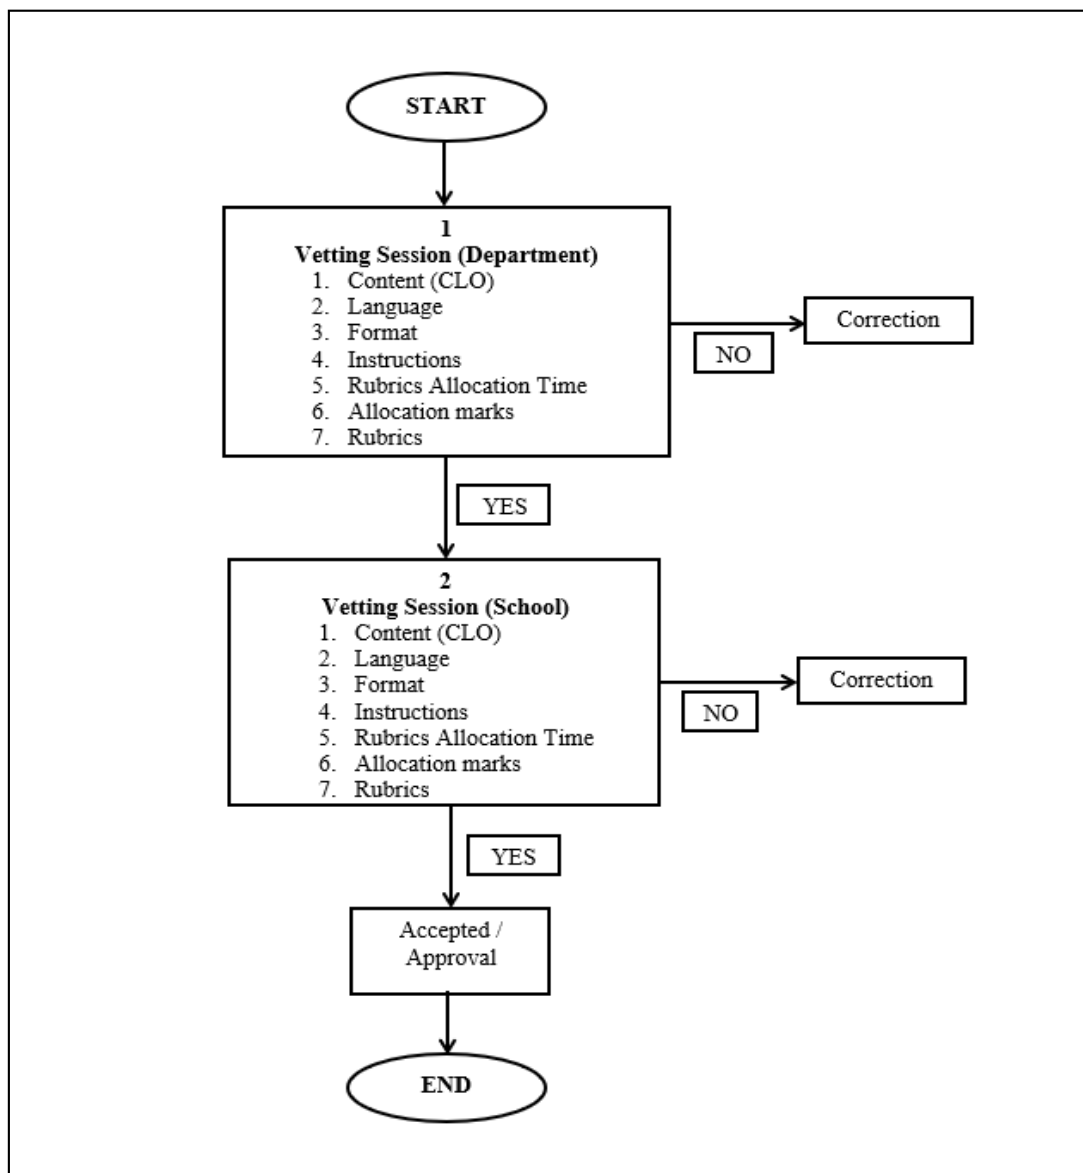 START
1
Vetting Session (Department)
1. Content (CLO)
2. Language
3. Format
4. Instructions
5. Rubrics Allocation Time
6. Allocation marks
7. Rubrics
Correction
NO
YES
2
Vetting Session (School)
1. Content (CLO)
2. Language
3. Format
4. Instructions
5. Rubrics Allocation Time
6. Allocation marks
7. Rubrics
Correction
NO
YES
Accepted /
Approval
END